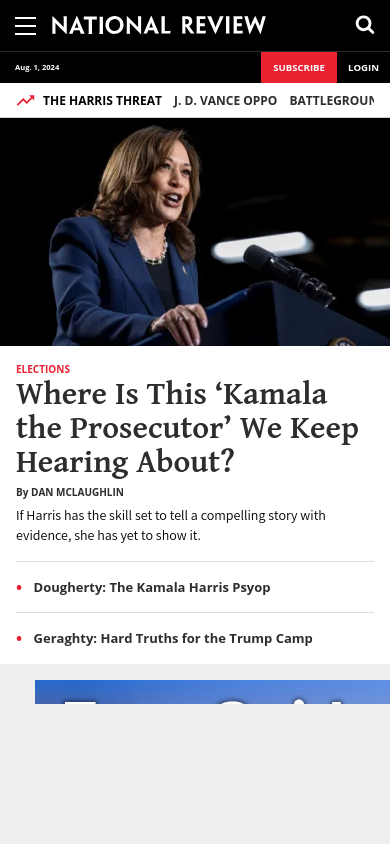 NATIONAL REVIEW
Aug. 1, 2024
SUBSCRIBE
LOGIN
THE HARRIS THREAT J. D. VANCE OPPO
ELECTIONS
Where Is This ‘Kamala
the Prosecutor’ We Keep
Hearing About?
By DAN MCLAUGHLIN
If Harris has the skill set to tell a compelling story with
evidence, she has yet to show it.
• Dougherty: The Kamala Harris Psyop
• Geraghty: Hard Truths for the Trump Camp